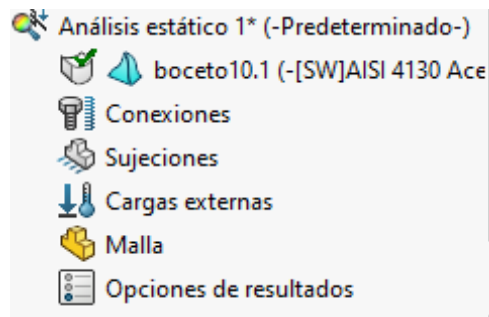 Análisis estático 1* (-Predeterminado-)
boceto10.1 (-[SW]AISI 4130 Ace
Conexiones
Sujeciones
Cargas externas
Malla
Opciones de resultados